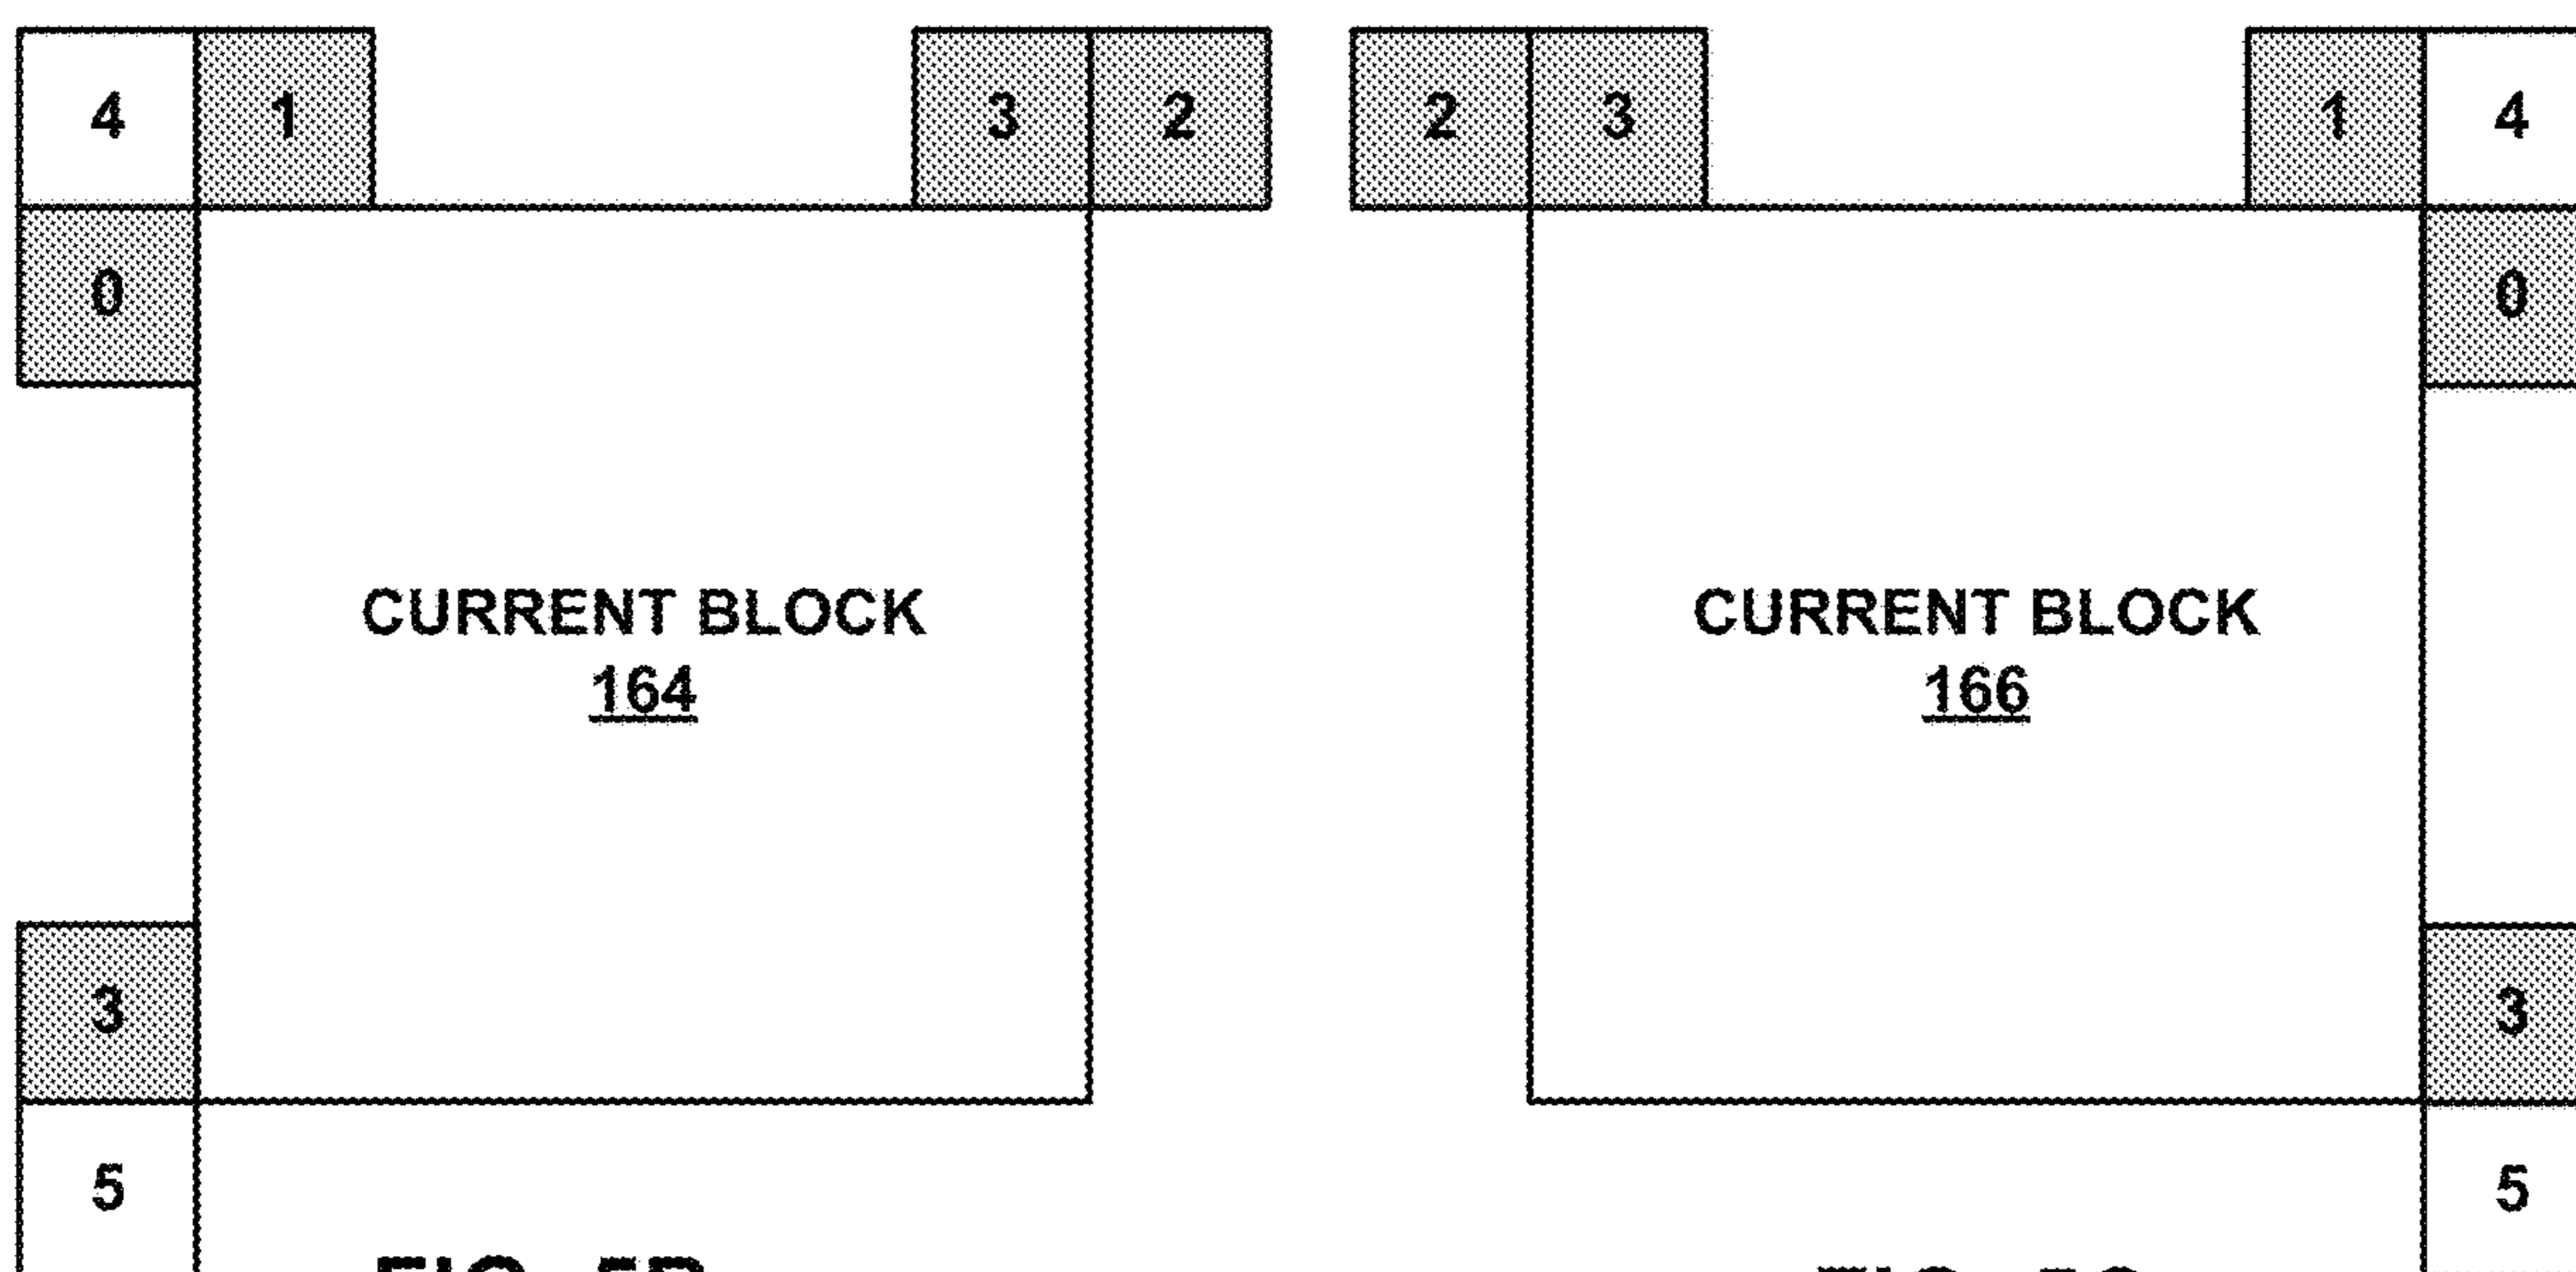 4 1 3 2 2 3 1 4
0 0
CURRENT BLOCK CURRENT BLOCK
164 166
3 3
5 5